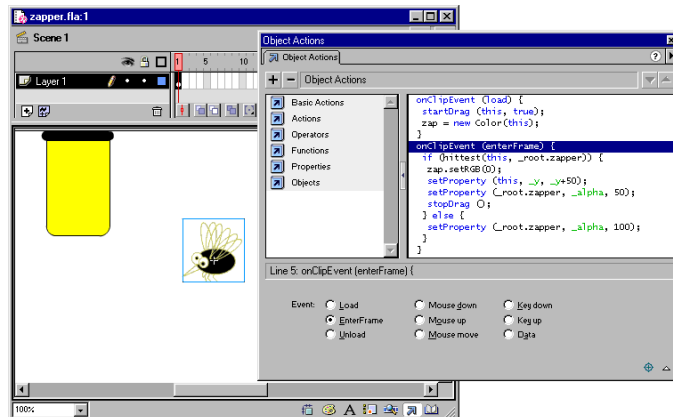 zapper.fla:1
Scene 1
Layer 1
1 5 10
100%
Object Actions
Object Actions
?
+ − Object Actions
Basic Actions
Actions
Operators
Functions
Properties
Objects
onClipEvent (load) {
startDrag (this, true);
zap = new Color(this);
}
onClipEvent (enterFrame) {
if (hittest(this, _root.zapper)) {
zap.setRGB(0);
setProperty (this, _y, _y+50);
setProperty (_root.zapper, _alpha, 50);
stopDrag ();
} else {
setProperty (_root.zapper, _alpha, 100);
}
}
Line 5: onClipEvent (enterFrame) {
Event: Load Mouse down Key down
EnterFrame Mouse up Key up
Unload Mouse move Data